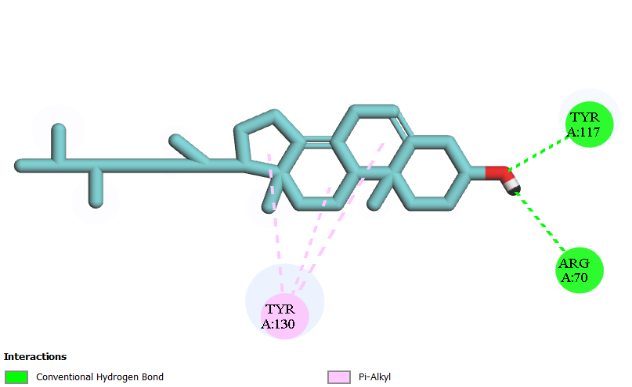 TYR
A:117
ARG
A:70
TYR
A:130
Interactions
Conventional Hydrogen Bond
Pi-Alkyl